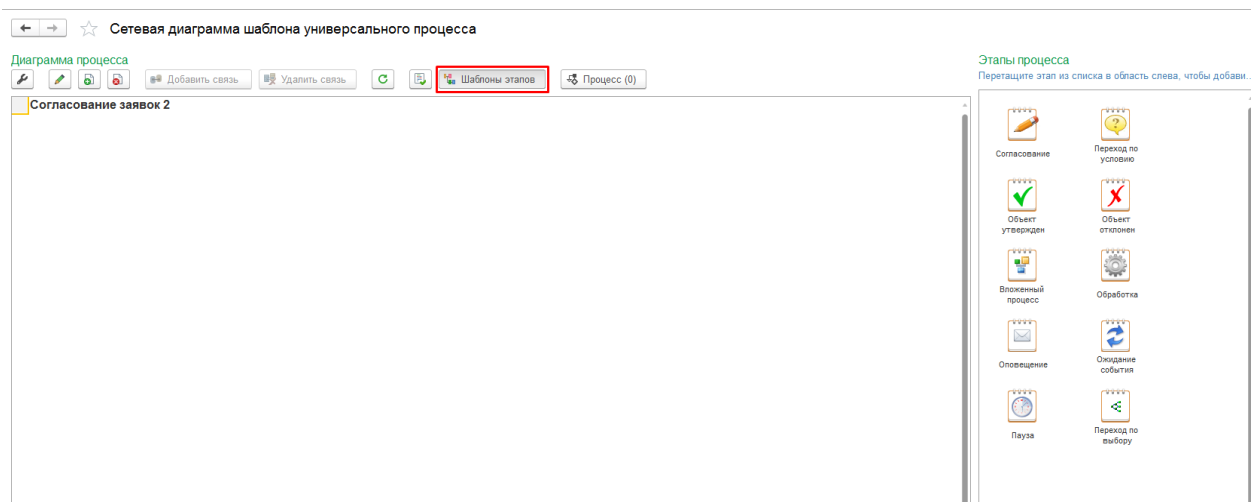 Сетевая диаграмма шаблона универсального процесса
Диаграмма процесса
Добавить связь
Удалить связь
Шаблоны этапов
Процесс (0)
Согласование заявок 2
Этапы процесса
Перетащите этап из списка в область слева, чтобы добави...
Согласование
Переход по
условию
Объект
утвержден
Объект
отклонен
Вложенный
процесс
Обработка
Оповещение
Ожидание
события
Пауза
Переход по
выбору